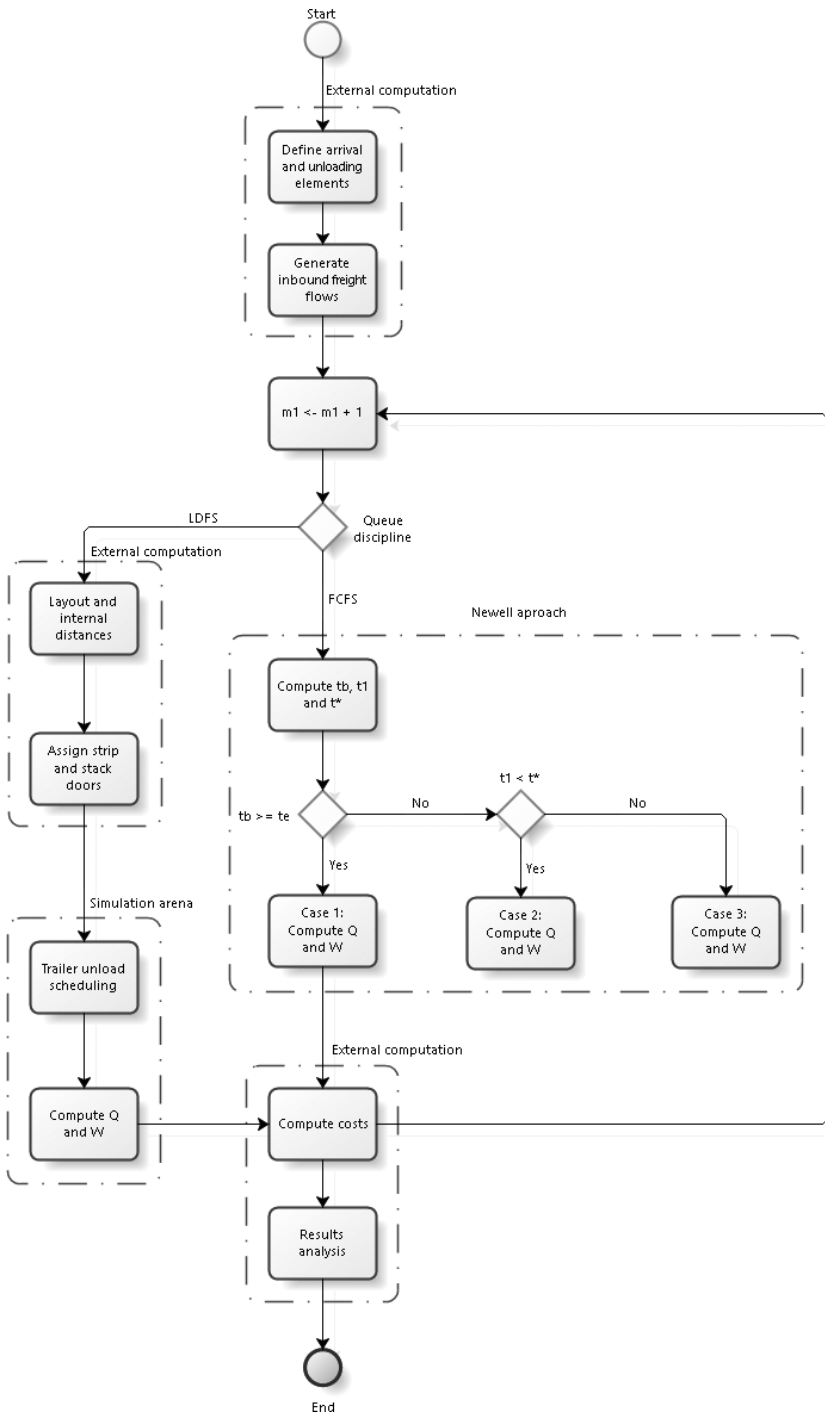 Start
External computation
Define arrival
and unloading
elements
Generate
inbound freight
flows
m1 <- m1 + 1
Queue
discipline
LDFS
External computation
Layout and
internal
distances
Assign strip
and stack
doors
Simulation arena
Trailer unload
scheduling
Compute Q
and W
FCFS
Newell aproach
Compute tb, t1
and t*
tb >= te
No
t1 < t*
No
Yes
Yes
Case 1:
Compute Q
and W
Case 2:
Compute Q
and W
Case 3:
Compute Q
and W
External computation
Compute costs
Results
analysis
End